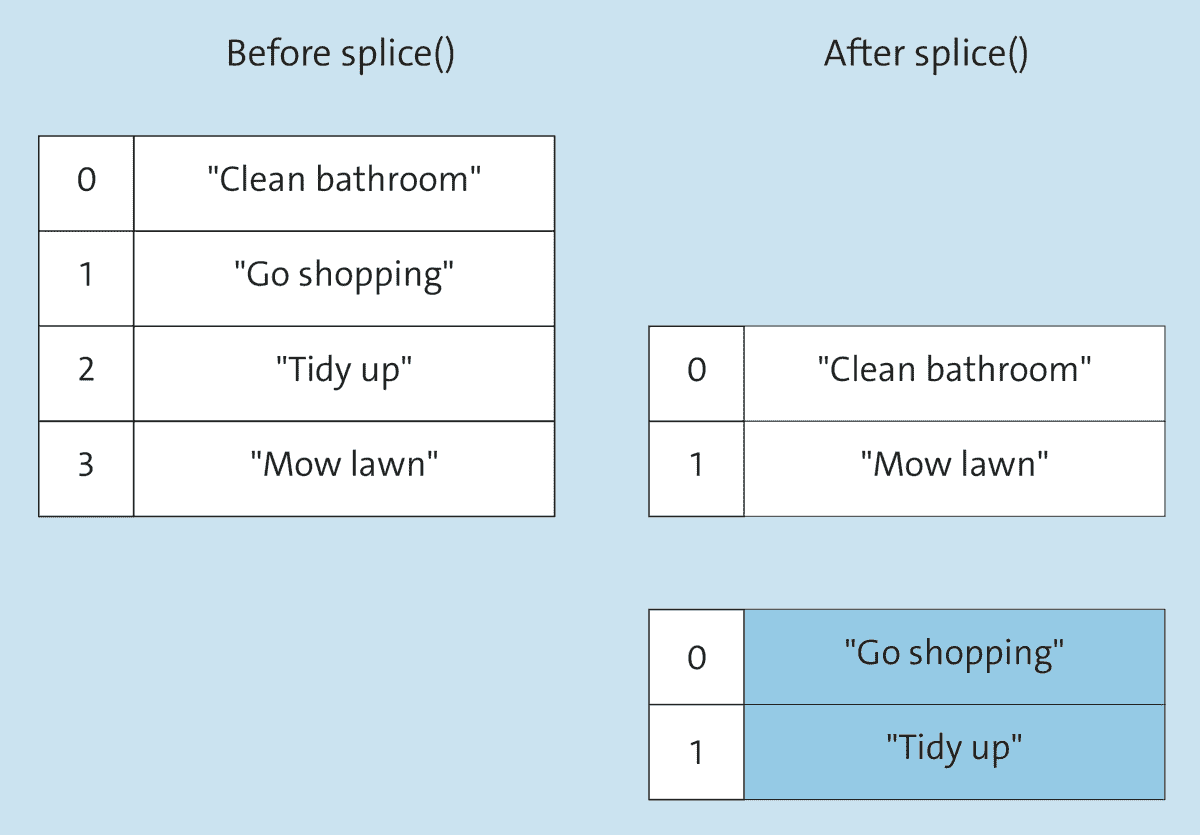 Before splice()
After splice()
0 "Clean bathroom"
1 "Go shopping"
2 "Tidy up"
3 "Mow lawn"
0 "Clean bathroom"
1 "Mow lawn"
0 "Go shopping"
1 "Tidy up"